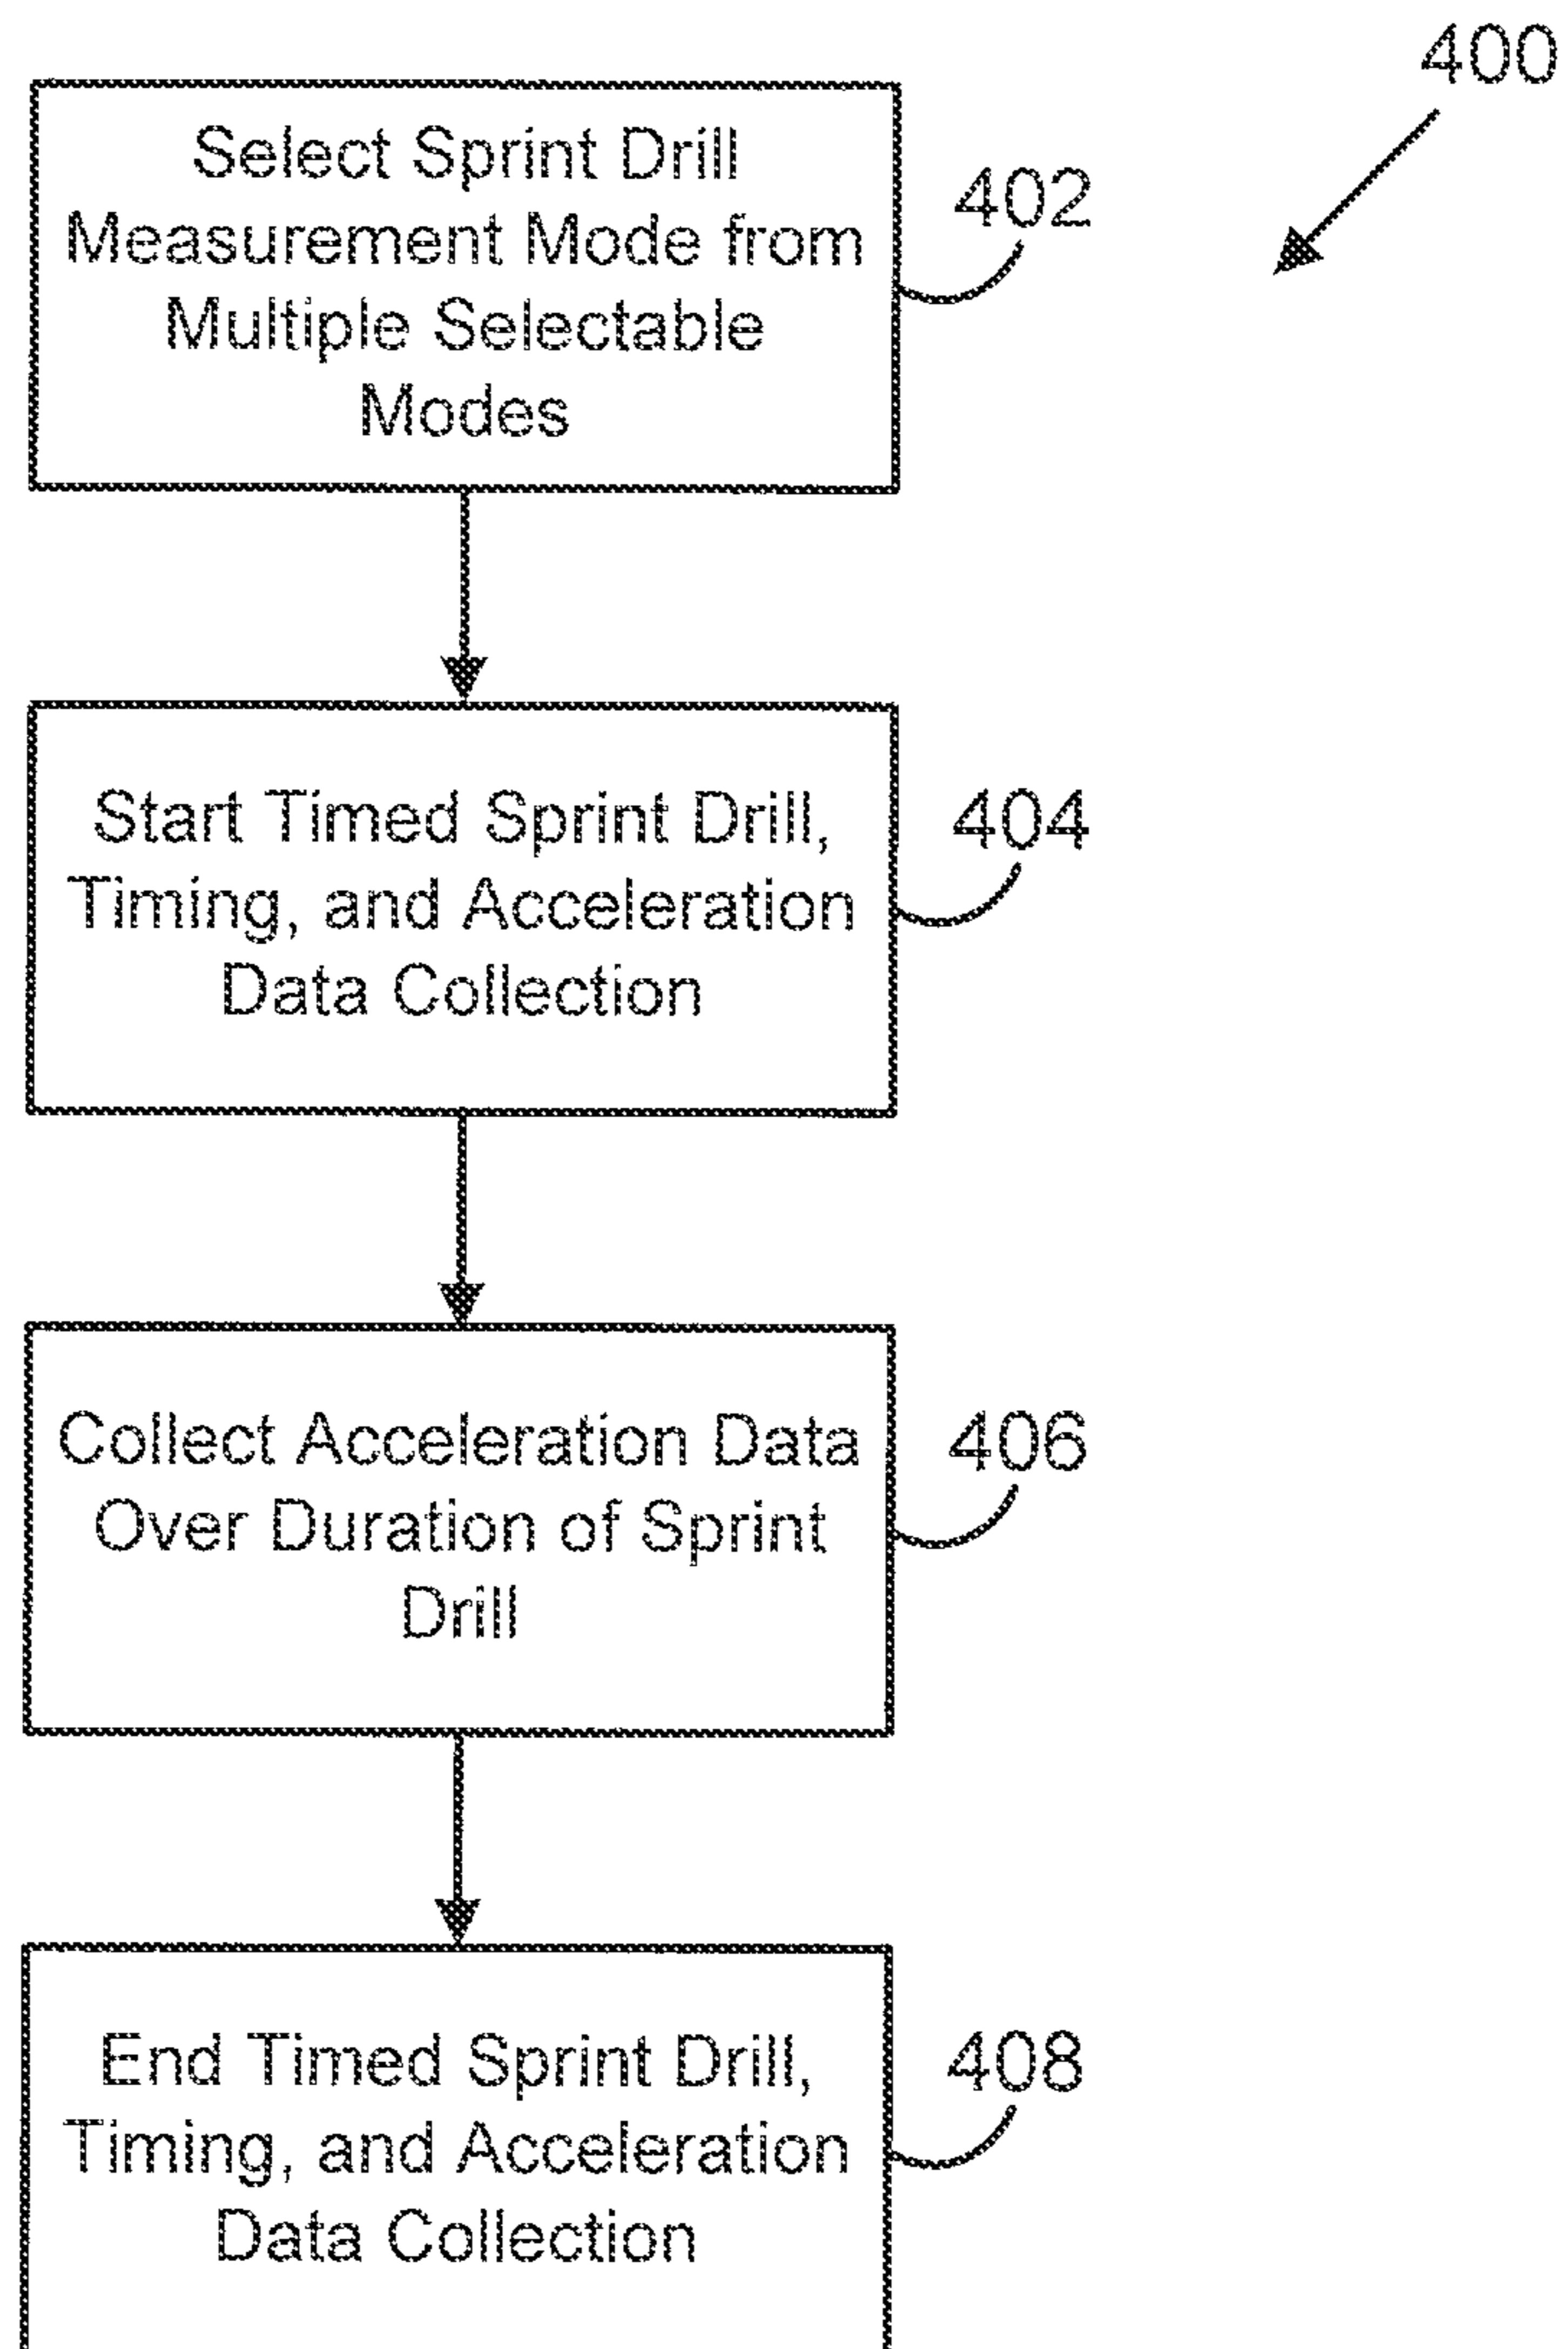 400
Select Sprint Drill
Measurement Mode from
Multiple Selectable
Modes
402
Start Timed Sprint Drill,
Timing, and Acceleration
Data Collection
404
Collect Acceleration Data
Over Duration of Sprint
Drill
406
End Timed Sprint Drill,
Timing, and Acceleration
Data Collection
408